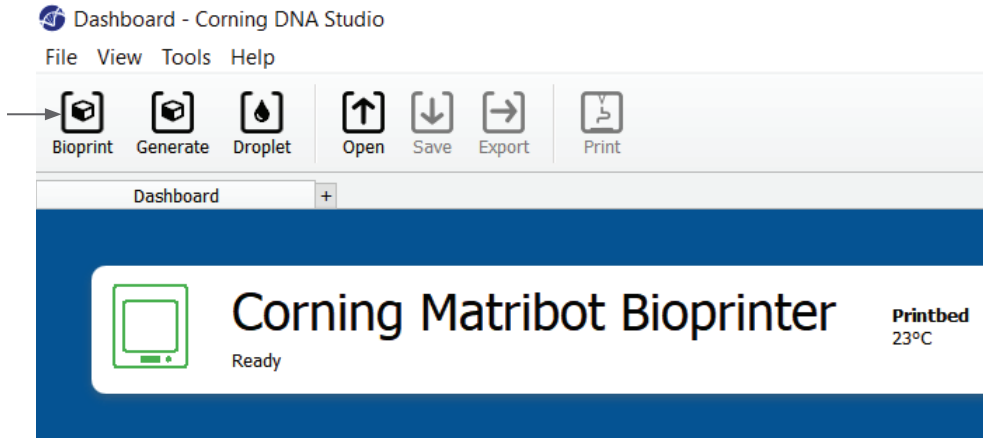 Dashboard - Corning DNA Studio
File View Tools Help
Bioprint Generate Droplet Open Save Export Print
Dashboard +
Corning Matribot Bioprinter
Ready
Printbed
23°C